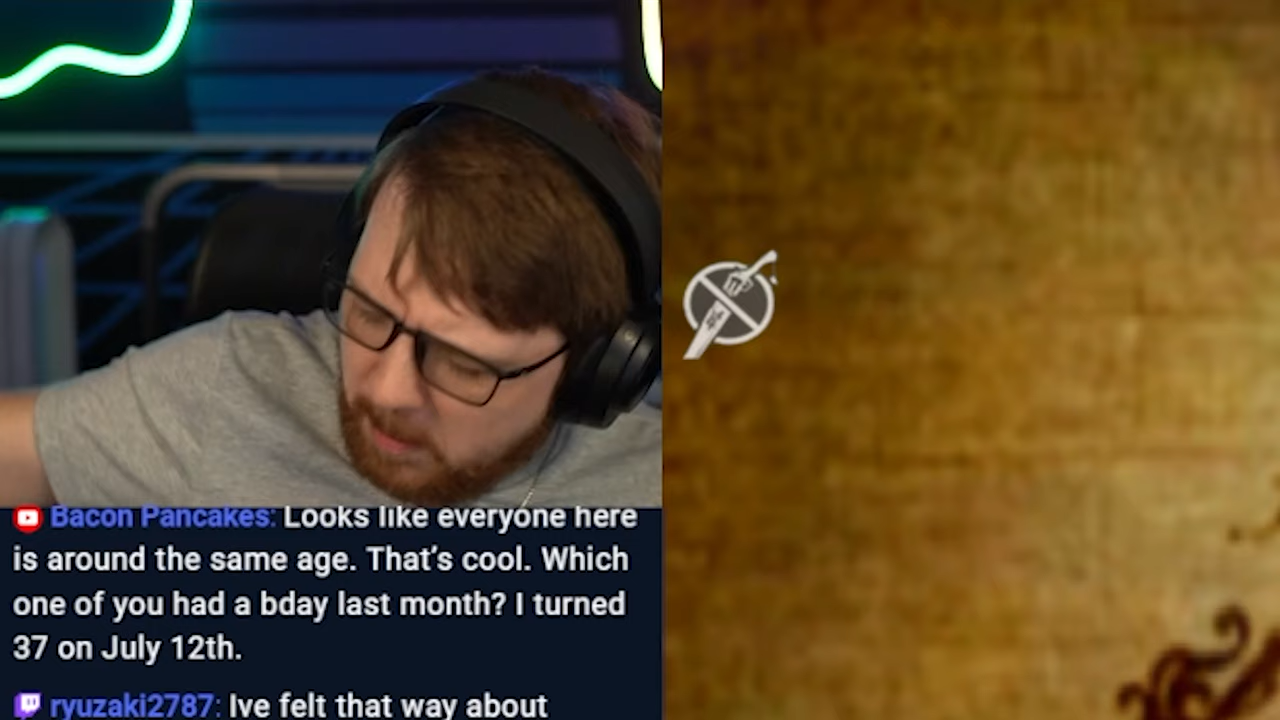 Bacon Pancakes: Looks like everyone here
is around the same age. That’s cool. Which
one of you had a bday last month? I turned
37 on July 12th.
ryuzaki2787: Ive felt that way about